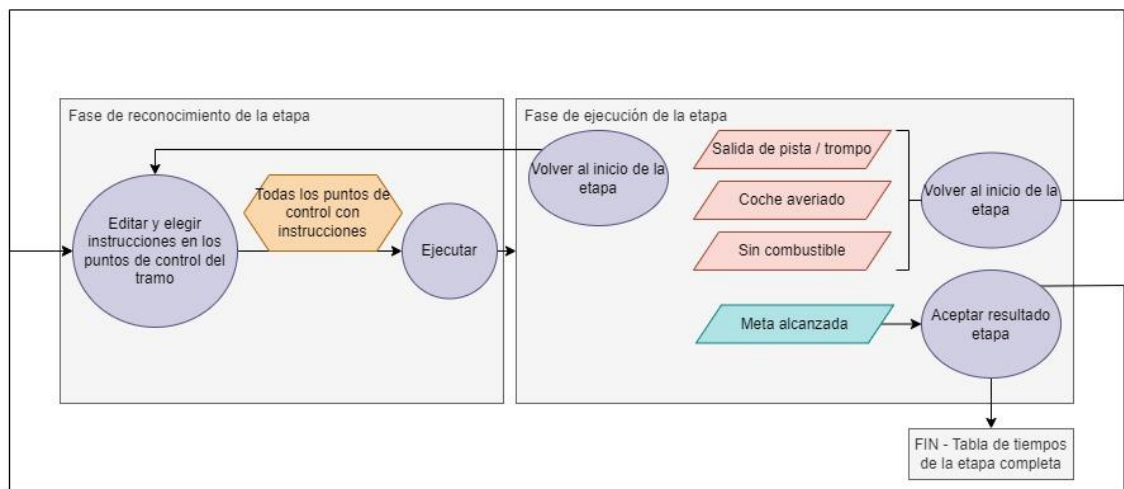 Fase de reconocimiento de la etapa
Editar y elegir
instrucciones en los
puntos de control del
tramo
Todas los puntos de
control con
instrucciones
Ejecutar
Fase de ejecución de la etapa
Volver al inicio de la
etapa
Salida de pista / trompo
Coche averiado
Sin combustible
Volver al inicio de la
etapa
Meta alcanzada
Aceptar resultado
etapa
FIN - Tabla de tiempos
de la etapa completa